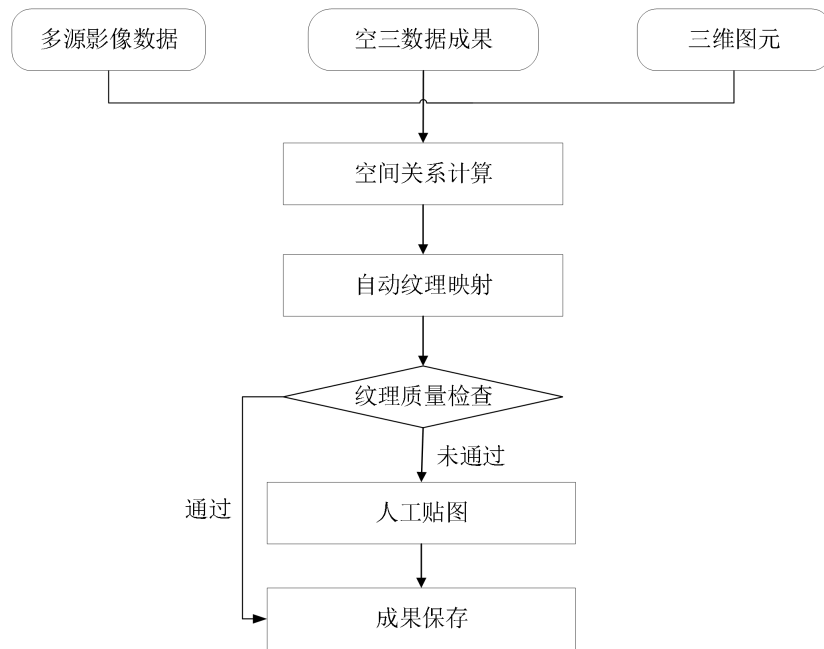 多源影像数据
空三数据成果
三维图元
空间关系计算
自动纹理映射
纹理质量检查
未通过
通过
人工贴图
成果保存